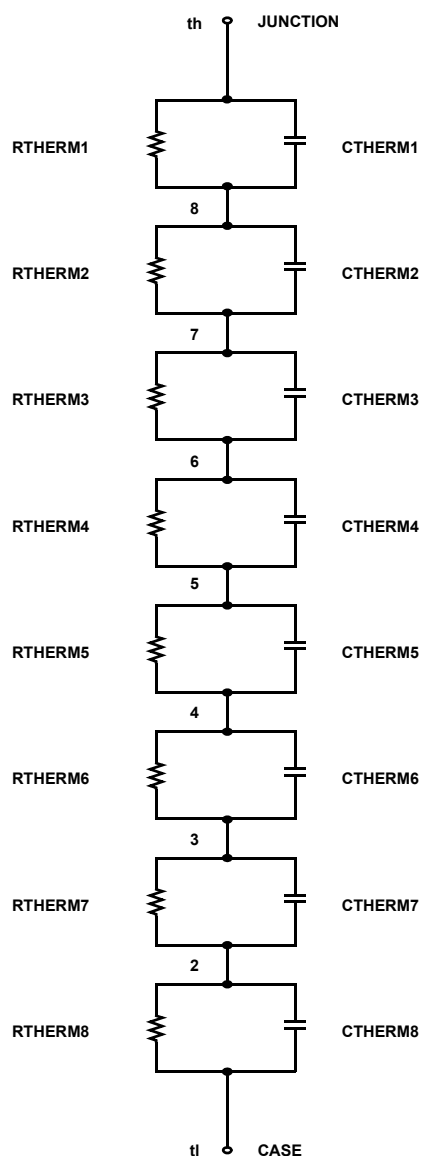 th JUNCTION
RTHERM1 CTHERM1
8
RTHERM2 CTHERM2
7
RTHERM3 CTHERM3
6
RTHERM4 CTHERM4
5
RTHERM5 CTHERM5
4
RTHERM6 CTHERM6
3
RTHERM7 CTHERM7
2
RTHERM8 CTHERM8
tl CASE